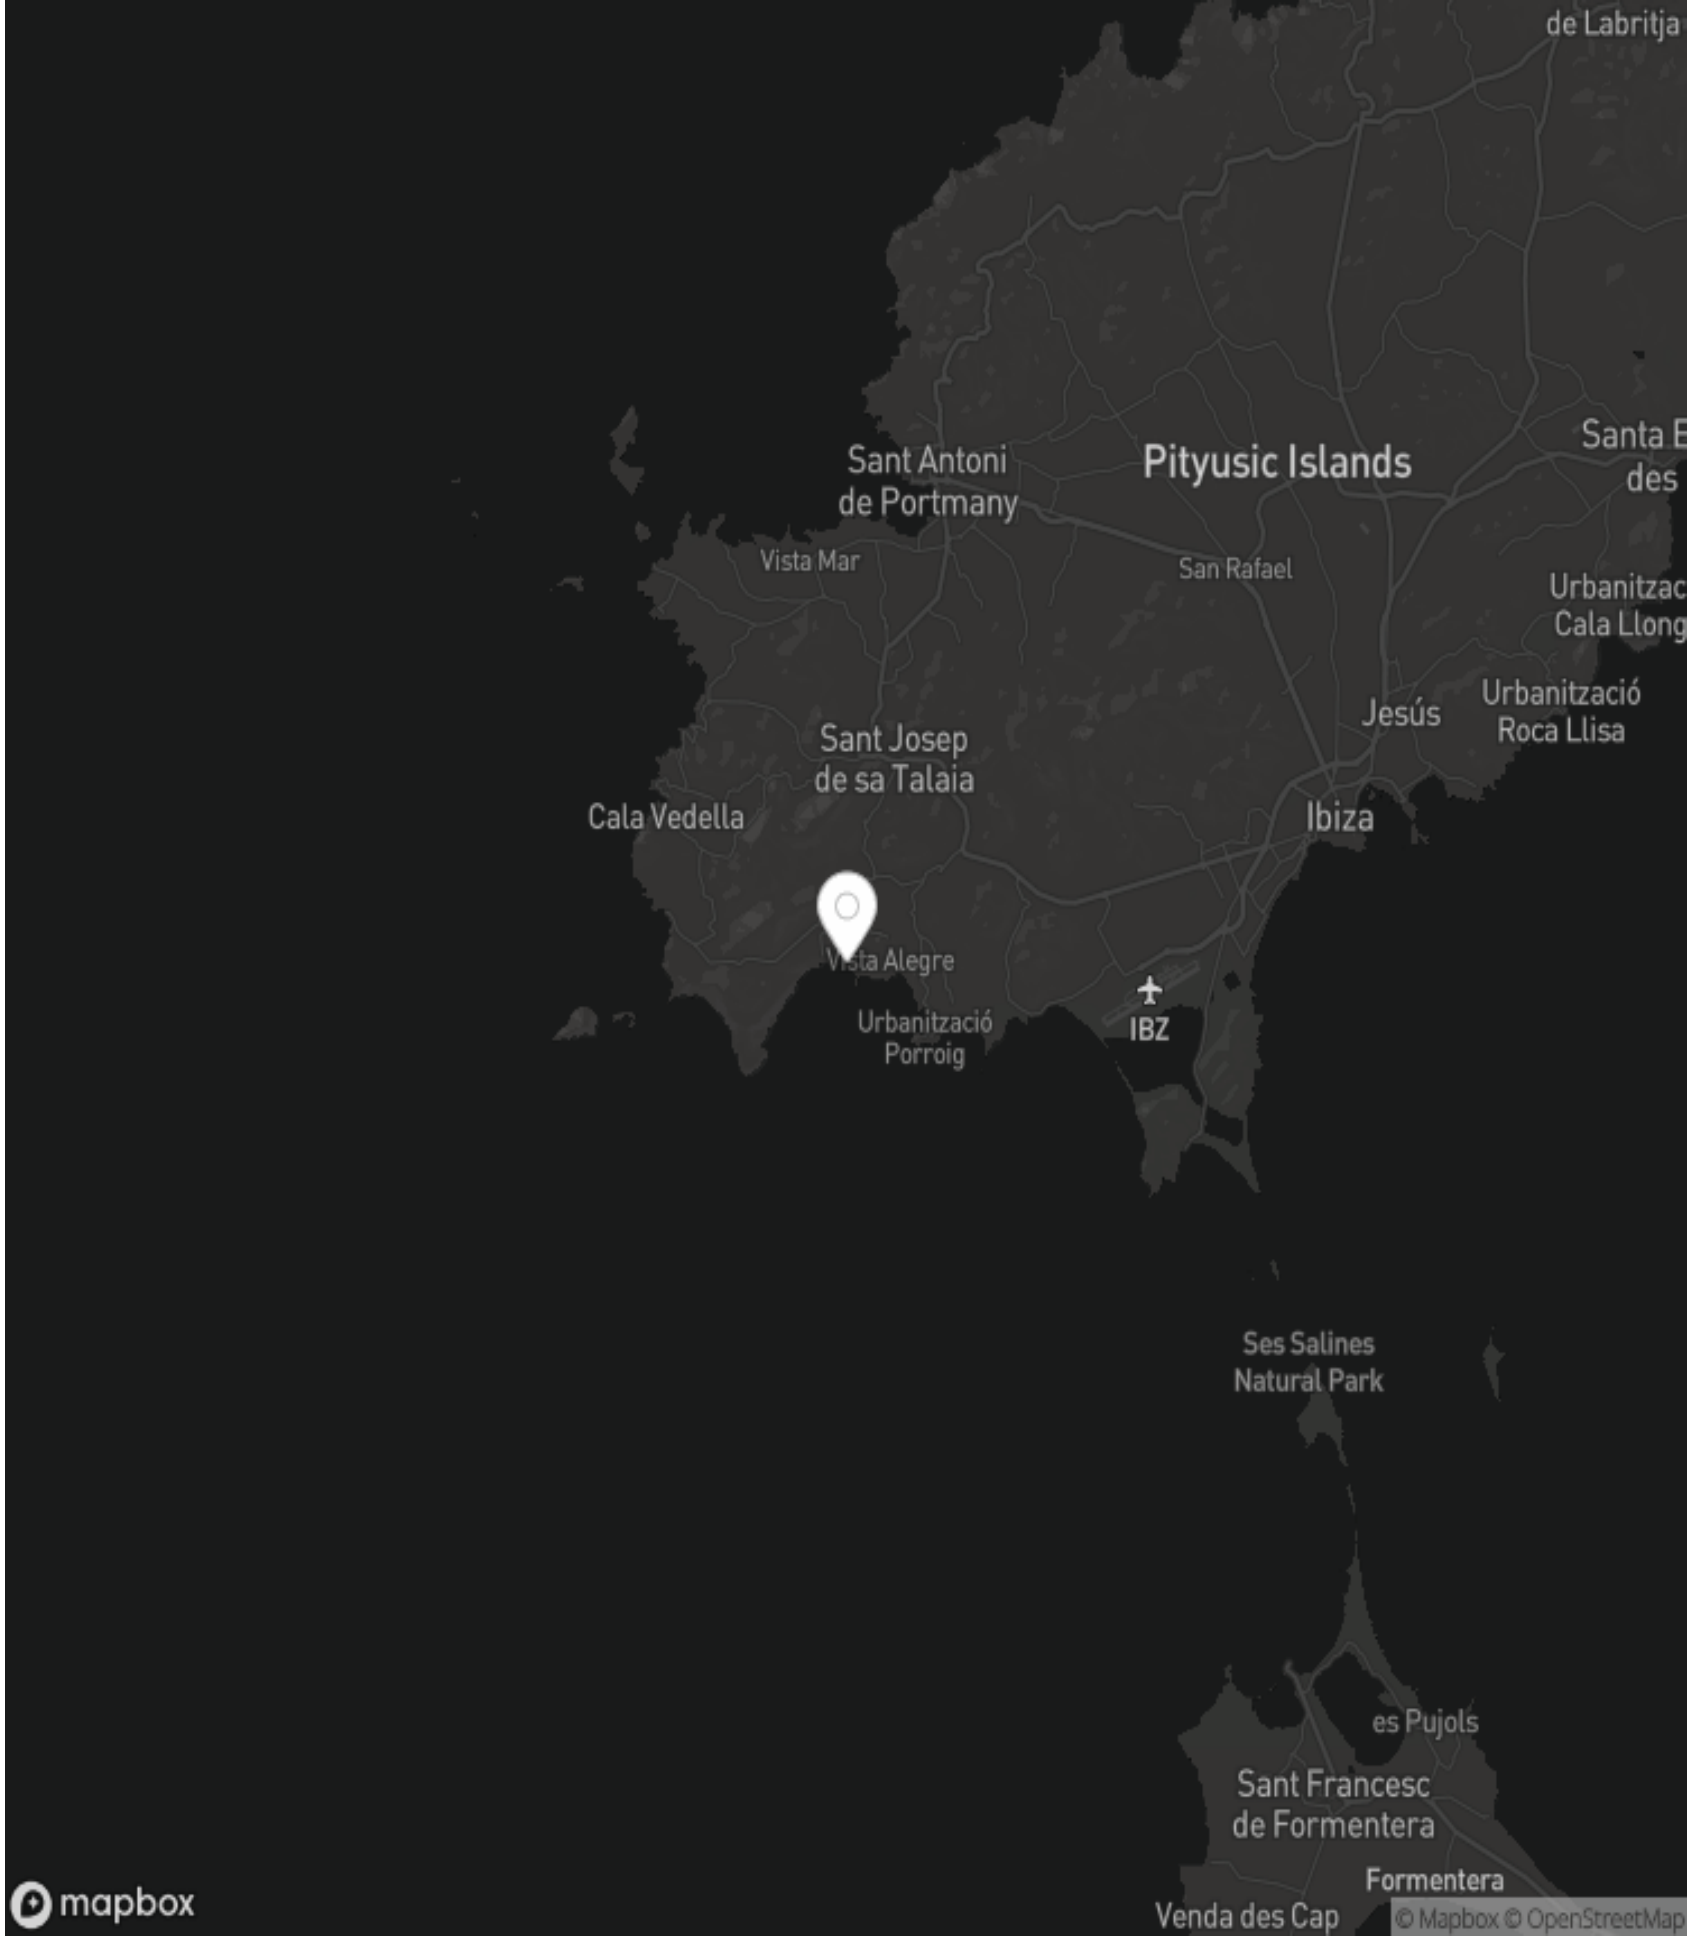 de Labritja
Sant Antoni
de Portmany
Pityusic Islands
Santa E
des
Vista Mar
San Rafael
Urbanitzac
Cala Llong
Urbanització
Roca Llisa
Jesús
Sant Josep
de sa Talaia
Cala Vedella
Ibiza
Vista Alegre
IBZ
Urbanització
Porroig
Ses Salines
Natural Park
es Pujols
Sant Francesc
de Formentera
Formentera
Venda des Cap
mapbox
© Mapbox © OpenStreetMap